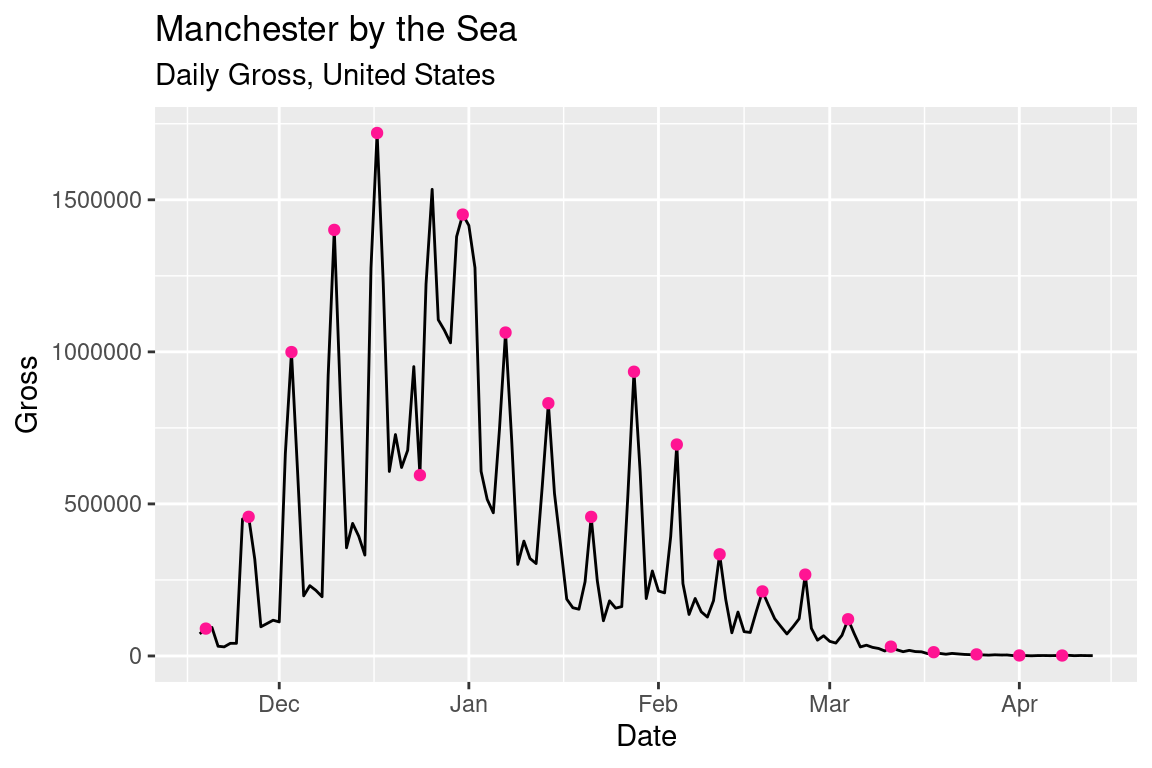 Manchester by the Sea
Daily Gross, United States
1500000
1000000
500000
0
Gross
Dec
Jan
Feb
Mar
Apr
Date